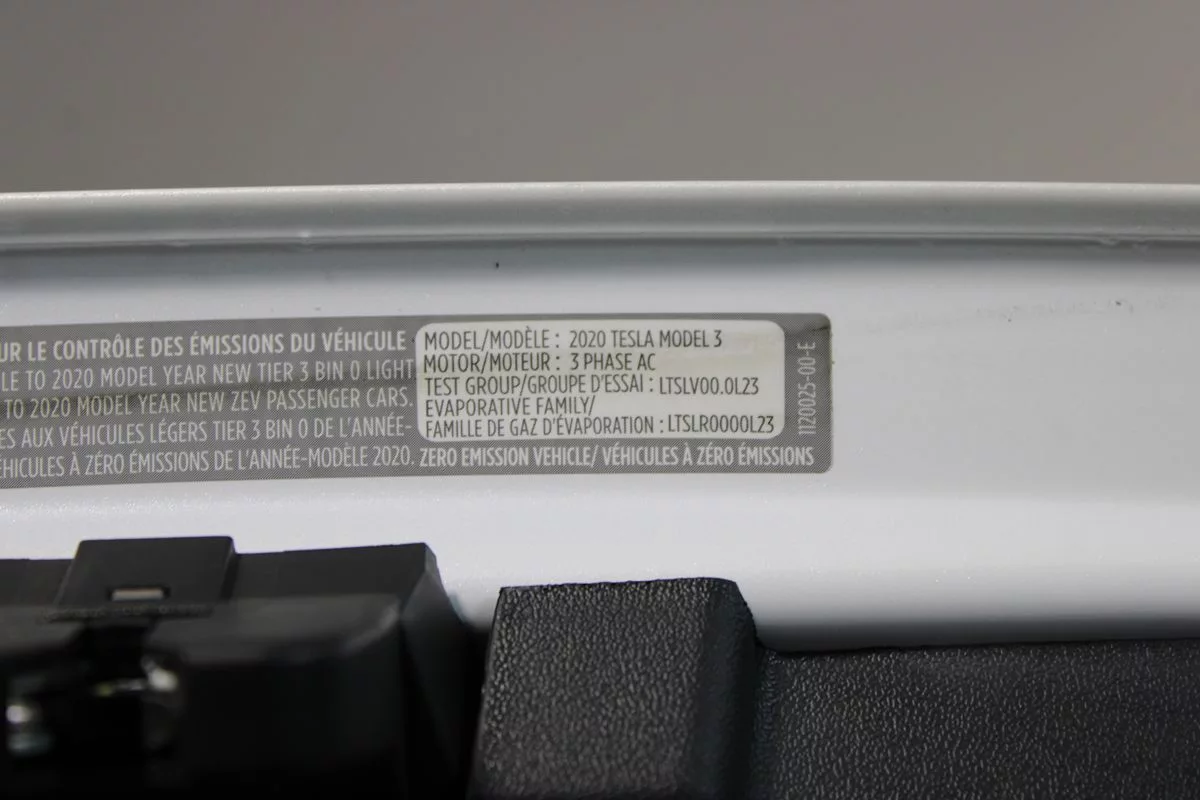 UR LE CONTRÔLE DES ÉMISSIONS DU VÉHICULE
LE TO 2020 MODEL YEAR NEW TIER 3 BIN 0 LIGHT
TO 2020 MODEL YEAR NEW ZEV PASSENGER CARS.
ES AUX VÉHICULES LÉGERS TIER 3 BIN 0 DE L'ANNÉE-
ÉHICULES À ZÉRO ÉMISSIONS DE L'ANNÉE-MODÈLE 2020.
MODEL/MODÈLE : 2020 TESLA MODEL 3
MOTOR/MOTEUR : 3 PHASE AC
TEST GROUP/GROUPE D'ESSAI : LTSLV00.0L23
EVAPORATIVE FAMILY/
FAMILLE DE GAZ D'ÉVAPORATION : LTSLR0000L23
ZERO EMISSION VEHICLE/ VÉHICULES À ZÉRO ÉMISSIONS
1120025-00-E